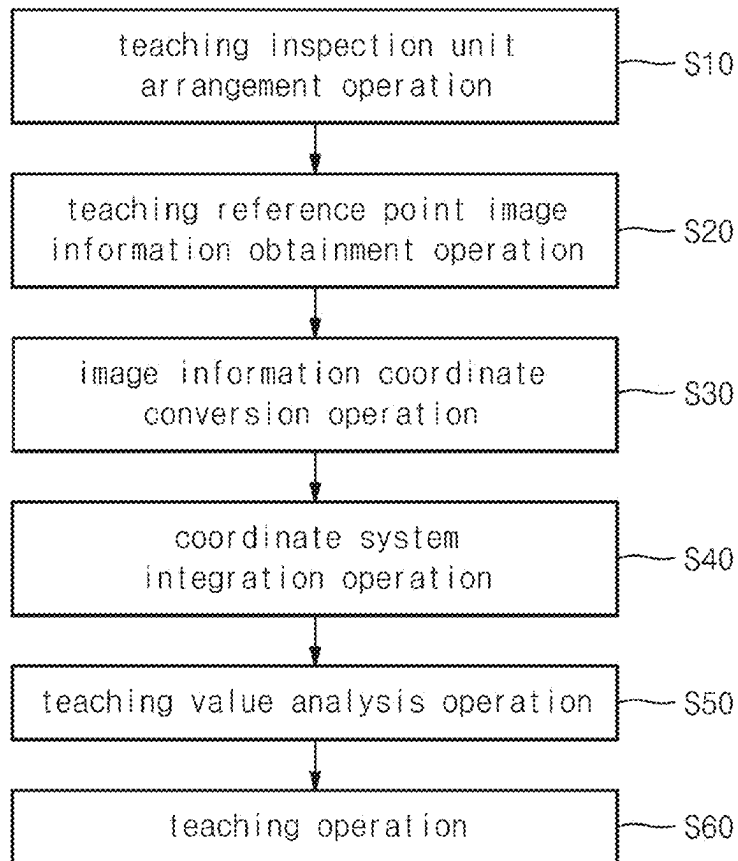 teaching inspection unit
arrangement operation
S10
teaching reference point image
information obtainment operation
S20
image information coordinate
conversion operation
S30
coordinate system
integration operation
S40
teaching value analysis operation
S50
teaching operation
S60